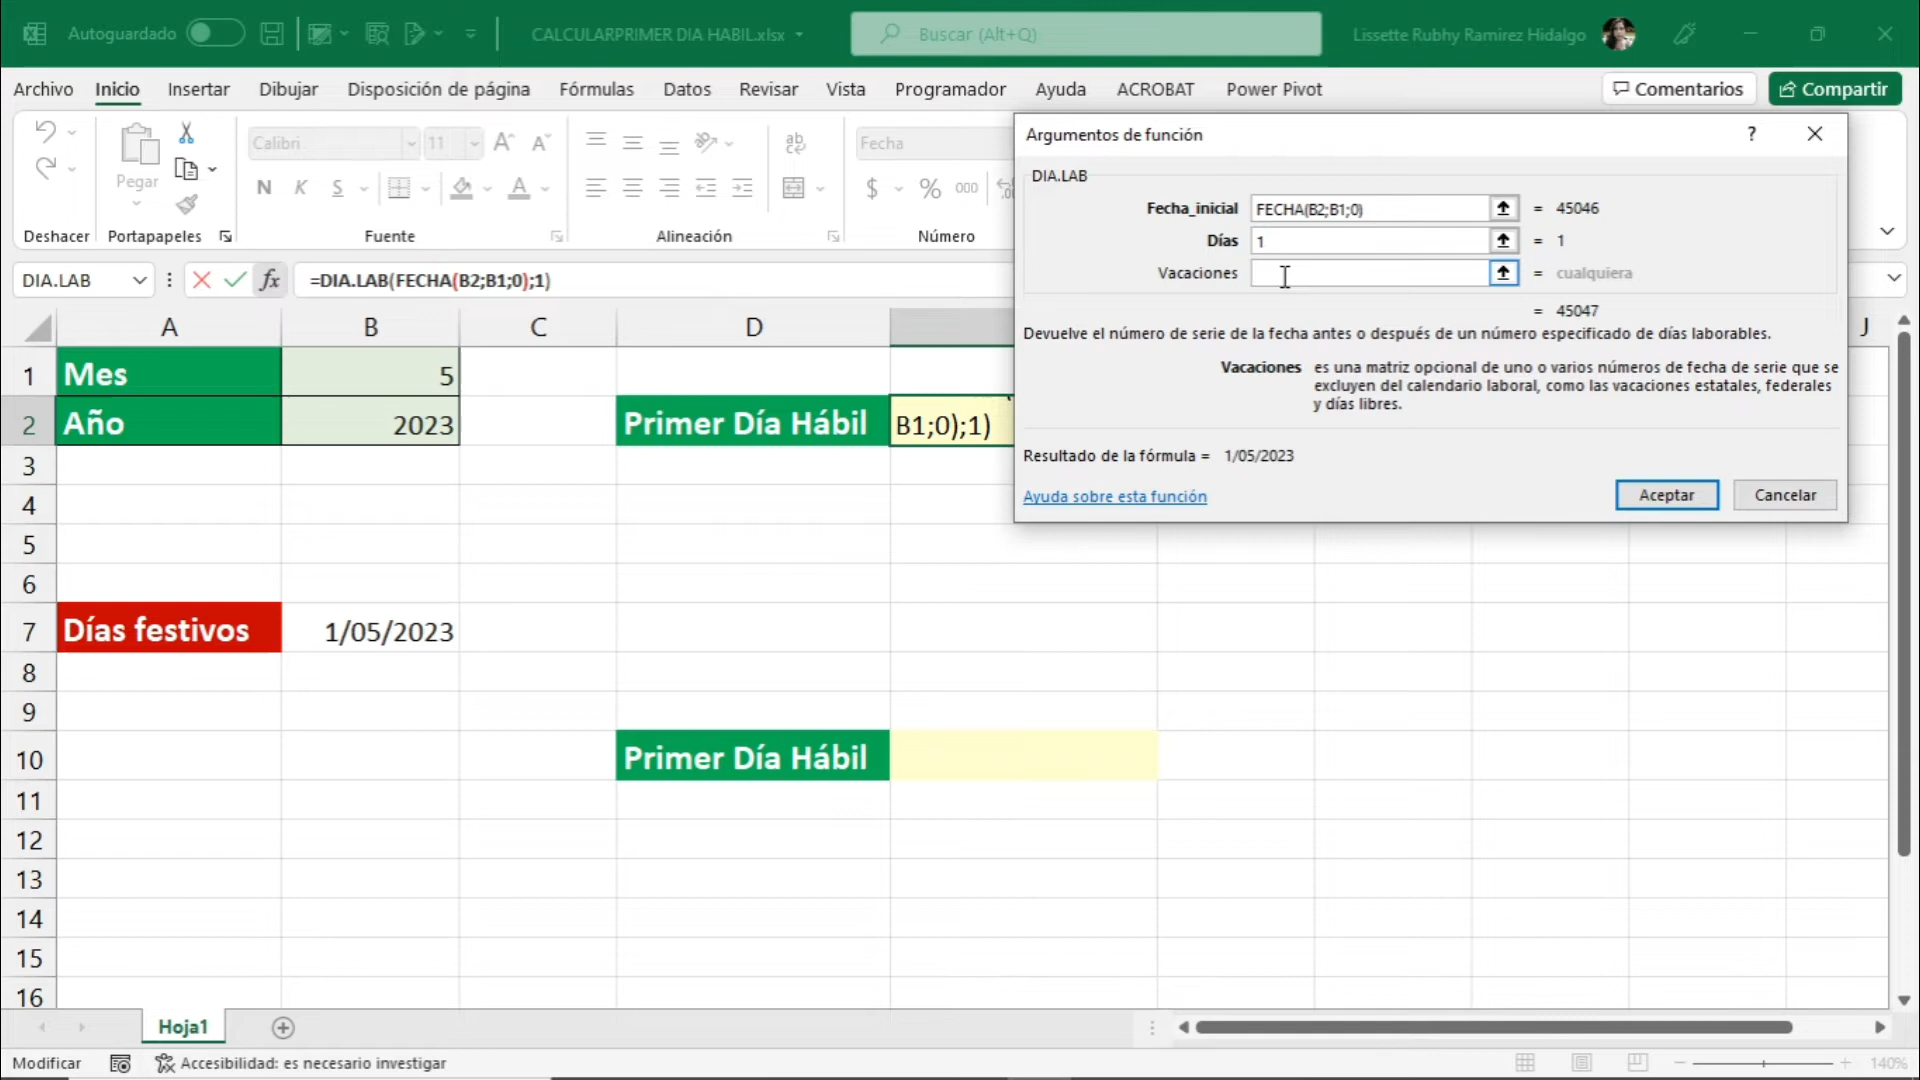 Autoguardado
CALCULARPRIMER DIA HABIL.xlsx
Buscar (Alt+Q)
Lissette Rubhy Ramirez Hidalgo
Archivo Inicio Insertar Dibujar Disposición de página Fórmulas Datos Revisar Vista Programador Ayuda ACROBAT Power Pivot
Comentarios Compartir
Pegar
Calibri 11
N K S A
ab
Fecha
$ % 000
Deshacer Portapapeles Fuente Alineación Número
DIA.LAB fx =DIA.LAB(FECHA(B2;B1;0);1)
Argumentos de función ?
DIA.LAB
Fecha_inicial FECHA(B2;B1;0) = 45046
Días 1 = 1
Vacaciones = cualquiera
= 45047
Devuelve el número de serie de la fecha antes o después de un número especificado de días laborables.
Vacaciones es una matriz opcional de uno o varios números de fecha de serie que se
excluyen del calendario laboral, como las vacaciones estatales, federales
y días libres.
Resultado de la fórmula = 1/05/2023
Ayuda sobre esta función Aceptar Cancelar
A B C D J
1 Mes 5
2 Año 2023 Primer Día Hábil B1;0);1)
3
4
5
6
7 Días festivos 1/05/2023
8
9
10 Primer Día Hábil
11
12
13
14
15
16
Hoja1
Modificar Accesibilidad: es necesario investigar 140%